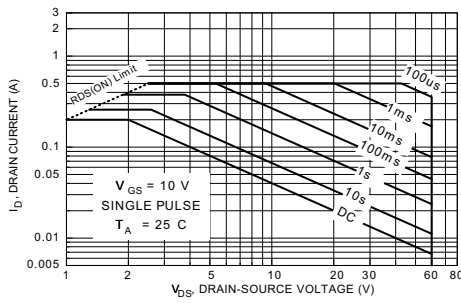 3
2
1
0.5
0.1
0.05
0.01
0.005
I D, DRAIN CURRENT (A)
RDS(ON) Limit
100us
1ms
10ms
100ms
1s
10s
DC
V GS = 10 V
SINGLE PULSE
T A = 25 C
1 2 5 10 20 30 60 80
V DS, DRAIN-SOURCE VOLTAGE (V)